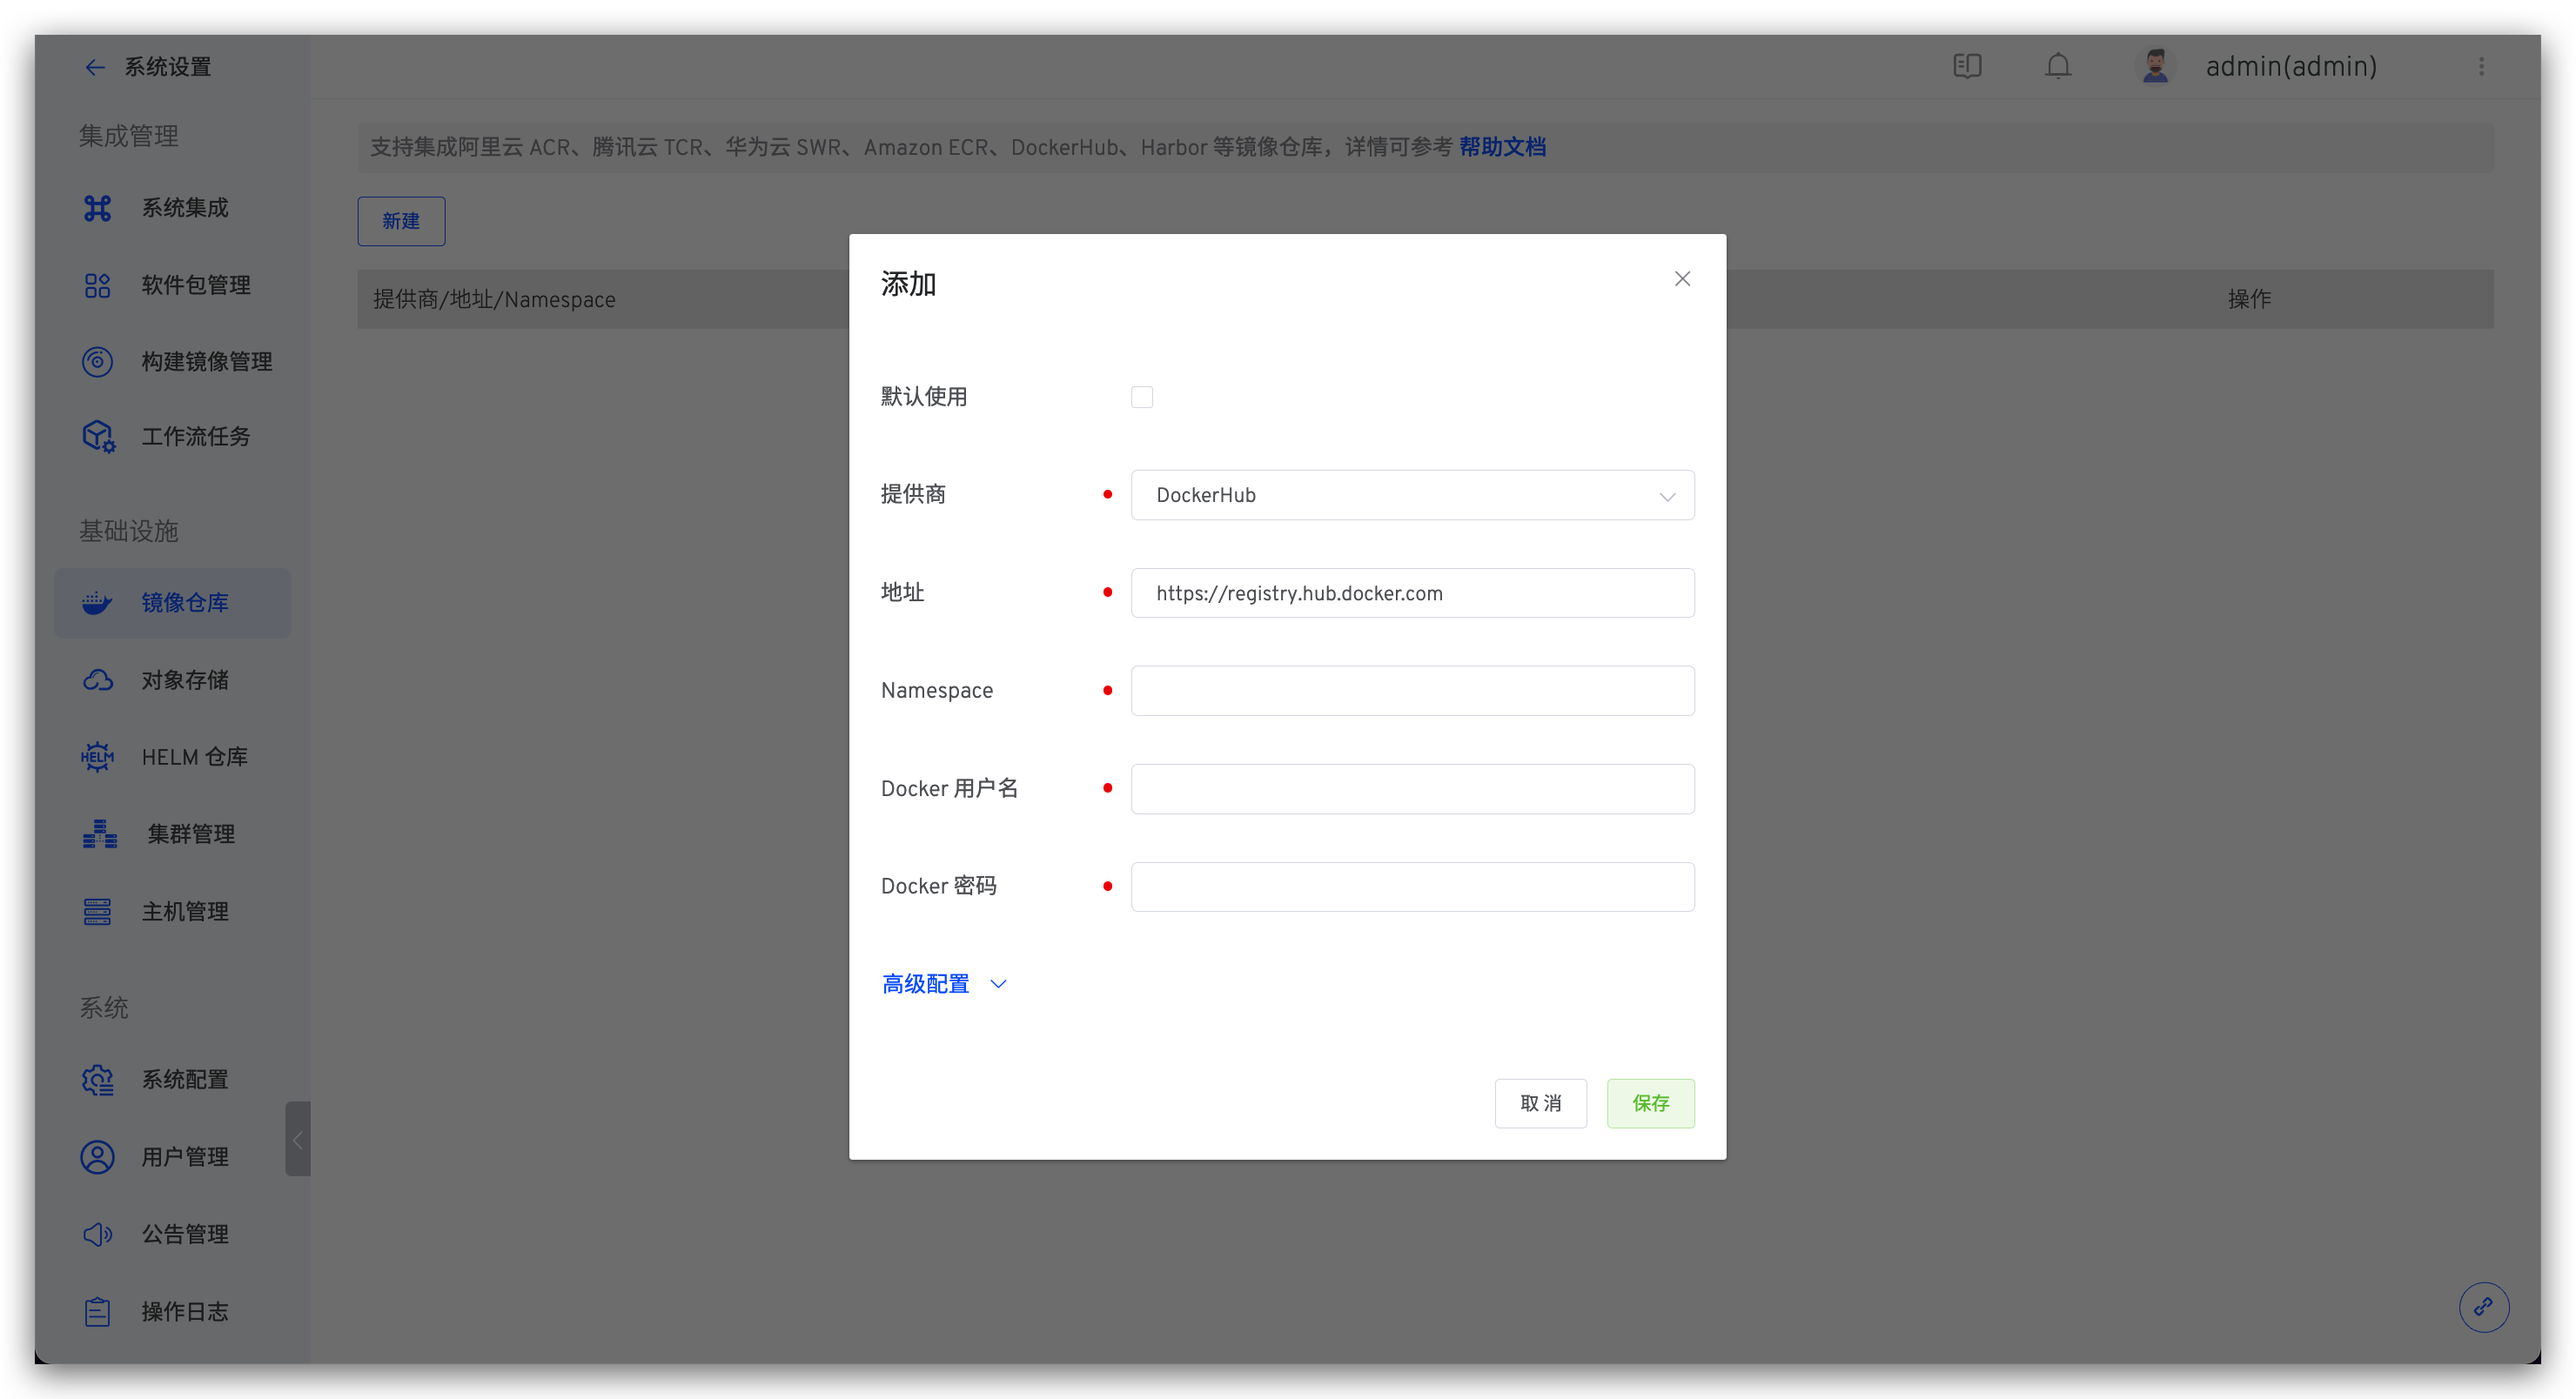 系统设置
admin(admin)
集成管理
系统集成
软件包管理
构建镜像管理
工作流任务
基础设施
镜像仓库
对象存储
HELM
HELM 仓库
集群管理
主机管理
系统
系统配置
用户管理
公告管理
操作日志
支持集成阿里云 ACR、腾讯云 TCR、华为云 SWR、Amazon ECR、DockerHub、Harbor 等镜像仓库，详情可参考 帮助文档
新建
提供商/地址/Namespace
操作
添加
默认使用
提供商
DockerHub
地址
https://registry.hub.docker.com
Namespace
Docker 用户名
Docker 密码
高级配置
取 消
保存